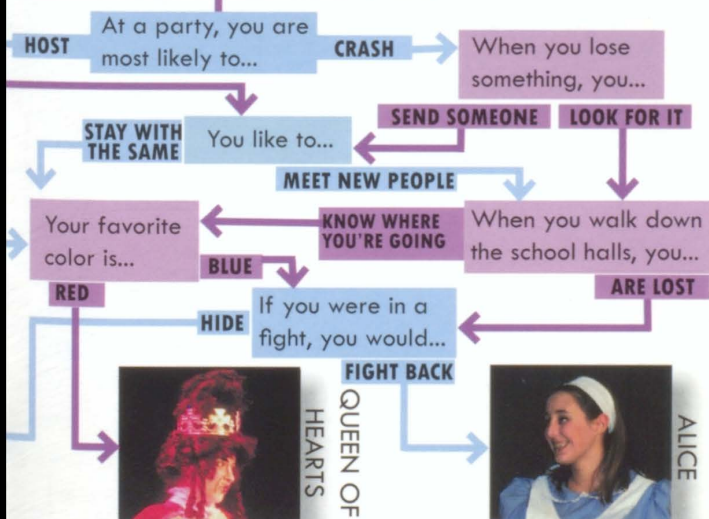 At a party, you are
most likely to...
HOST
CRASH
When you lose
something, you...
SEND SOMEONE
LOOK FOR IT
STAY WITH
THE SAME
You like to...
MEET NEW PEOPLE
Your favorite
color is...
KNOW WHERE
YOU'RE GOING
When you walk down
the school halls, you...
BLUE
RED
ARE LOST
If you were in a
fight, you would...
HIDE
FIGHT BACK
QUEEN OF
HEARTS
ALICE